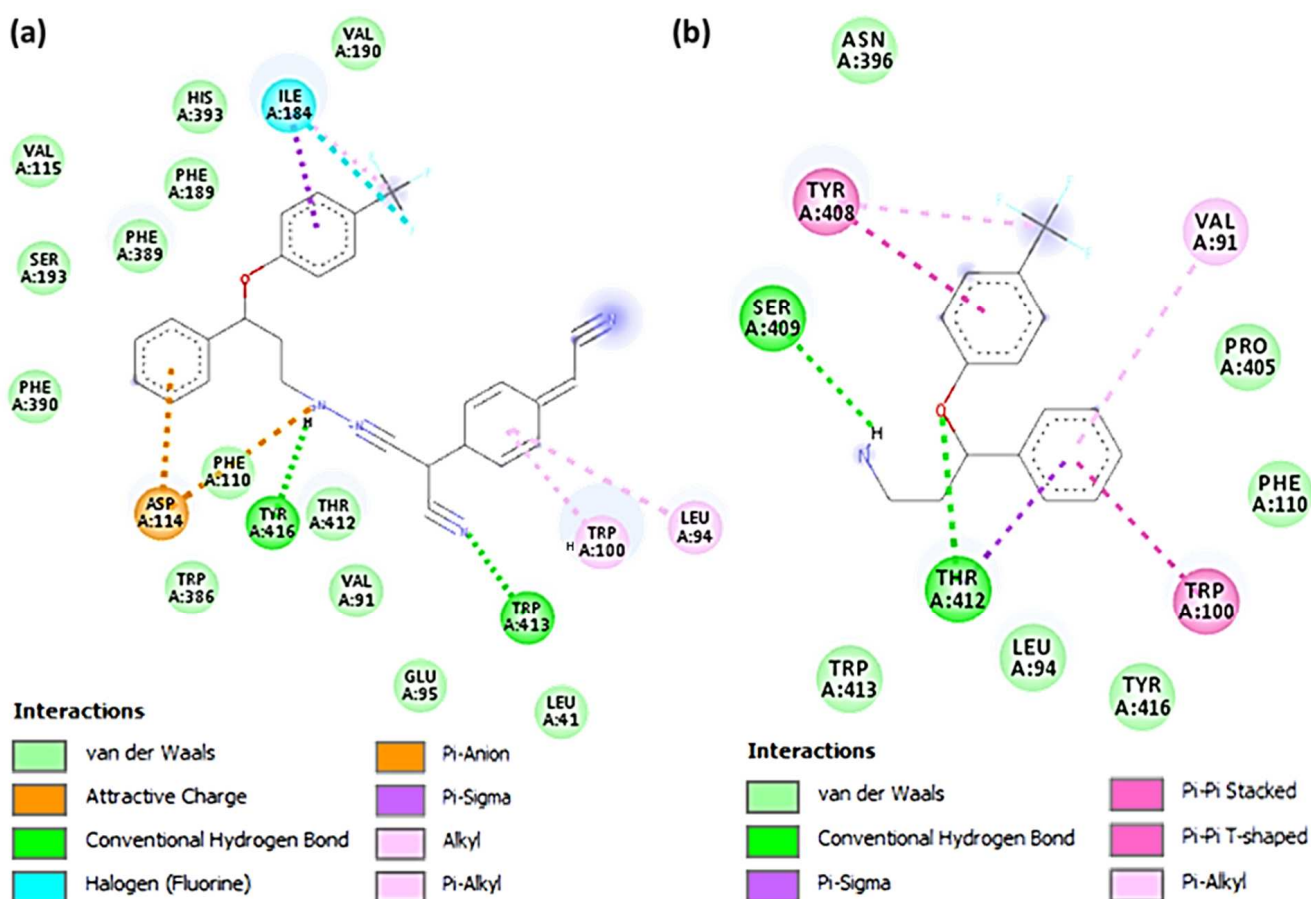 (a)
VAL
A:190
HIS
A:393
ILE
A:184
VAL
A:115
PHE
A:189
PHE
A:389
SER
A:193
F
F
F
O
N
PHE
A:390
N
H
N
PHE
A:110
ASP
A:114
TYR
A:416
THR
A:412
N
H
TRP
A:100
LEU
A:94
TRP
A:386
VAL
A:91
TRP
A:413
GLU
A:95
LEU
A:41
Interactions
van der Waals
Attractive Charge
Conventional Hydrogen Bond
Halogen (Fluorine)
Pi-Anion
Pi-Sigma
Alkyl
Pi-Alkyl
(b)
ASN
A:396
TYR
A:408
F
F
F
VAL
A:91
SER
A:409
PRO
A:405
O
H
N
PHE
A:110
THR
A:412
TRP
A:100
LEU
A:94
TRP
A:413
TYR
A:416
Interactions
van der Waals
Conventional Hydrogen Bond
Pi-Sigma
Pi-Pi Stacked
Pi-Pi T-shaped
Pi-Alkyl